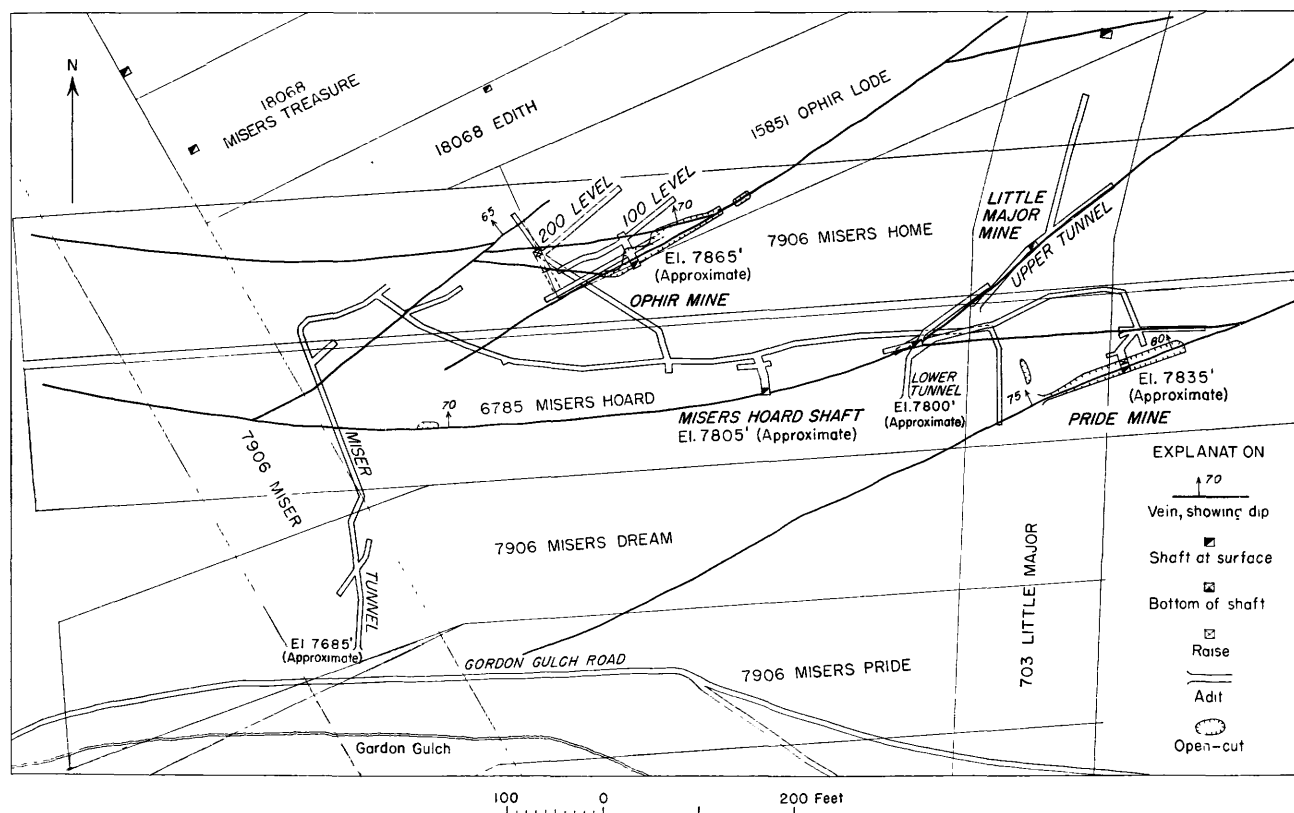 N
18068
MISERS TREASURE
18068 EDITH
15851 OPHIR LODE
65
200 LEVEL
100 LEVEL
70
LITTLE
MAJOR
MINE
7906 MISERS HOME
UPPER TUNNEL
El. 7865'
(Approximate)
OPHIR MINE
6785 MISERS HOARD
70
MISERS HOARD SHAFT
El. 7805' (Approximate)
LOWER
TUNNEL
El. 7800'
(Approximate)
75
80
El. 7835'
(Approximate)
PRIDE MINE
7906 MISER
MISER
TUNNEL
7906 MISERS DREAM
703 LITTLE MAJOR
El 7685'
(Approximate)
GORDON GULCH ROAD
7906 MISERS PRIDE
Gardon Gulch
EXPLANAT ON
70
Vein, showing dip
Shaft at surface
Bottom of shaft
Raise
Adit
Open-cut
100 0 200 Feet